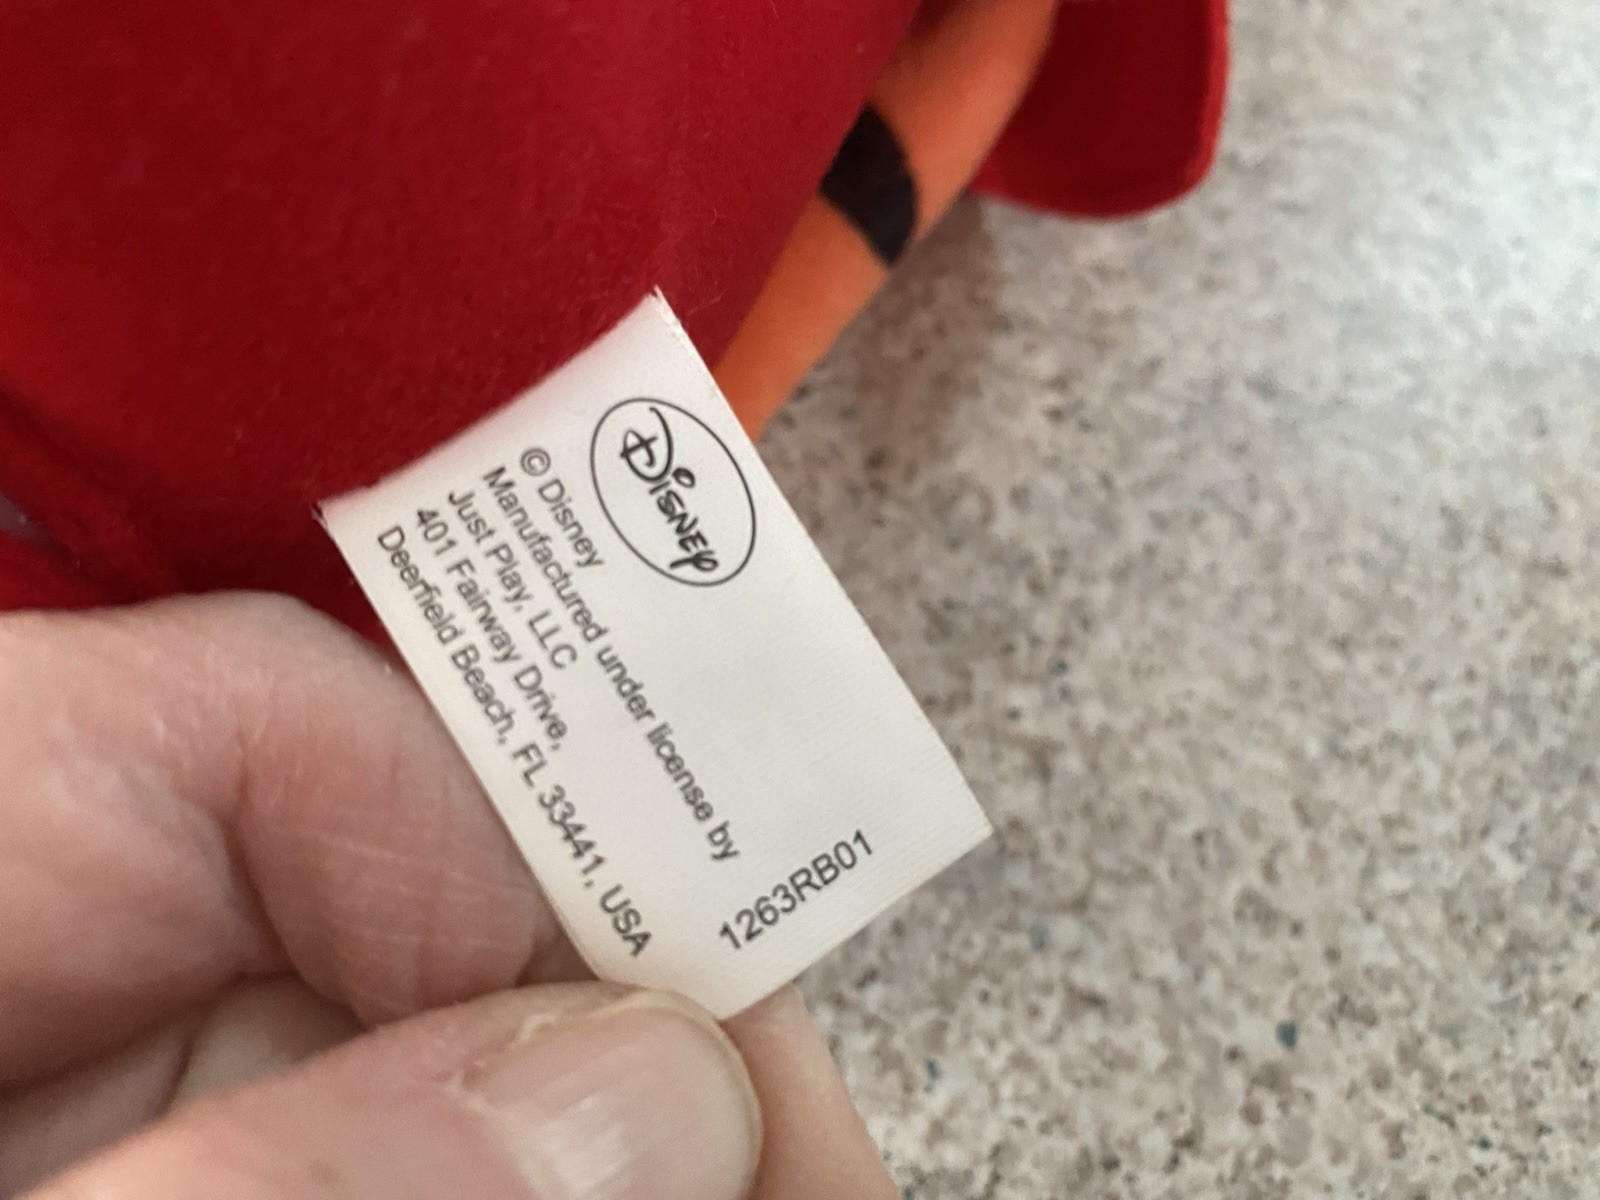 Disney
© Disney
Manufactured under license by
Just Play, LLC
401 Fairway Drive,
Deerfield Beach, FL 33441, USA
1263RB01